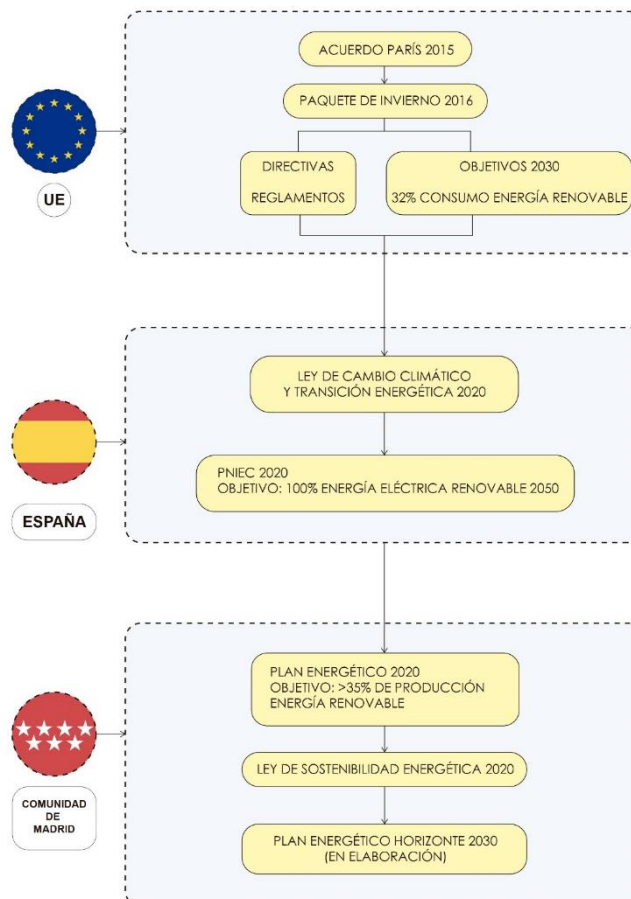 ACUERDO PARÍS 2015
PAQUETE DE INVIERNO 2016
DIRECTIVAS
REGLAMENTOS
OBJETIVOS 2030
32% CONSUMO ENERGÍA RENOVABLE
UE
LEY DE CAMBIO CLIMÁTICO
Y TRANSICIÓN ENERGÉTICA 2020
PNIEC 2020
OBJETIVO: 100% ENERGÍA ELÉCTRICA RENOVABLE 2050
ESPAÑA
PLAN ENERGÉTICO 2020
OBJETIVO: >35% DE PRODUCCIÓN
ENERGÍA RENOVABLE
LEY DE SOSTENIBILIDAD ENERGÉTICA 2020
COMUNIDAD
DE
MADRID
PLAN ENERGÉTICO HORIZONTE 2030
(EN ELABORACIÓN)